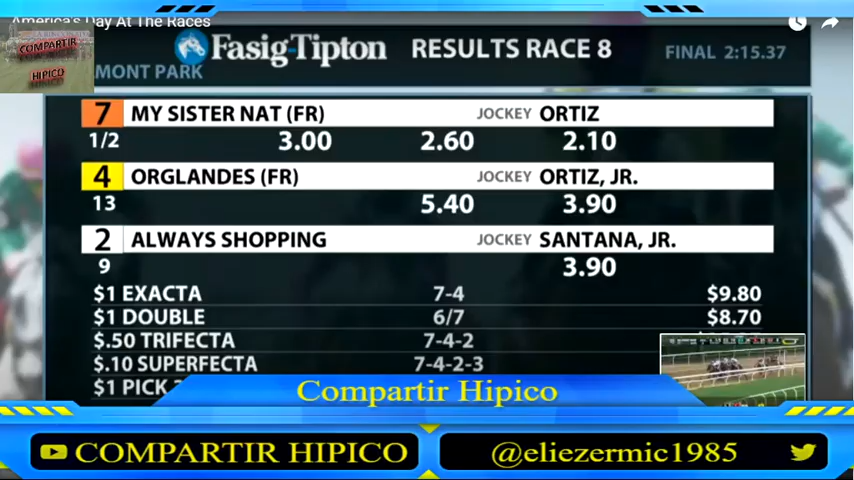 America's Day At The Races
COMPARTIR
HIPICO
Fasig-Tipton RESULTS RACE 8 FINAL 2:15.37
MONT PARK
7 MY SISTER NAT (FR) JOCKEY ORTIZ
1/2 3.00 2.60 2.10
4 ORGLANDES (FR) JOCKEY ORTIZ, JR.
13 5.40 3.90
2 ALWAYS SHOPPING JOCKEY SANTANA, JR.
9 3.90
$1 EXACTA 7-4 $9.80
$1 DOUBLE 6/7 $8.70
$.50 TRIFECTA 7-4-2
$.10 SUPERFECTA 7-4-2-3
$1 PICK
Compartir Hipico
COMPARTIR HIPICO @eliezermic1985